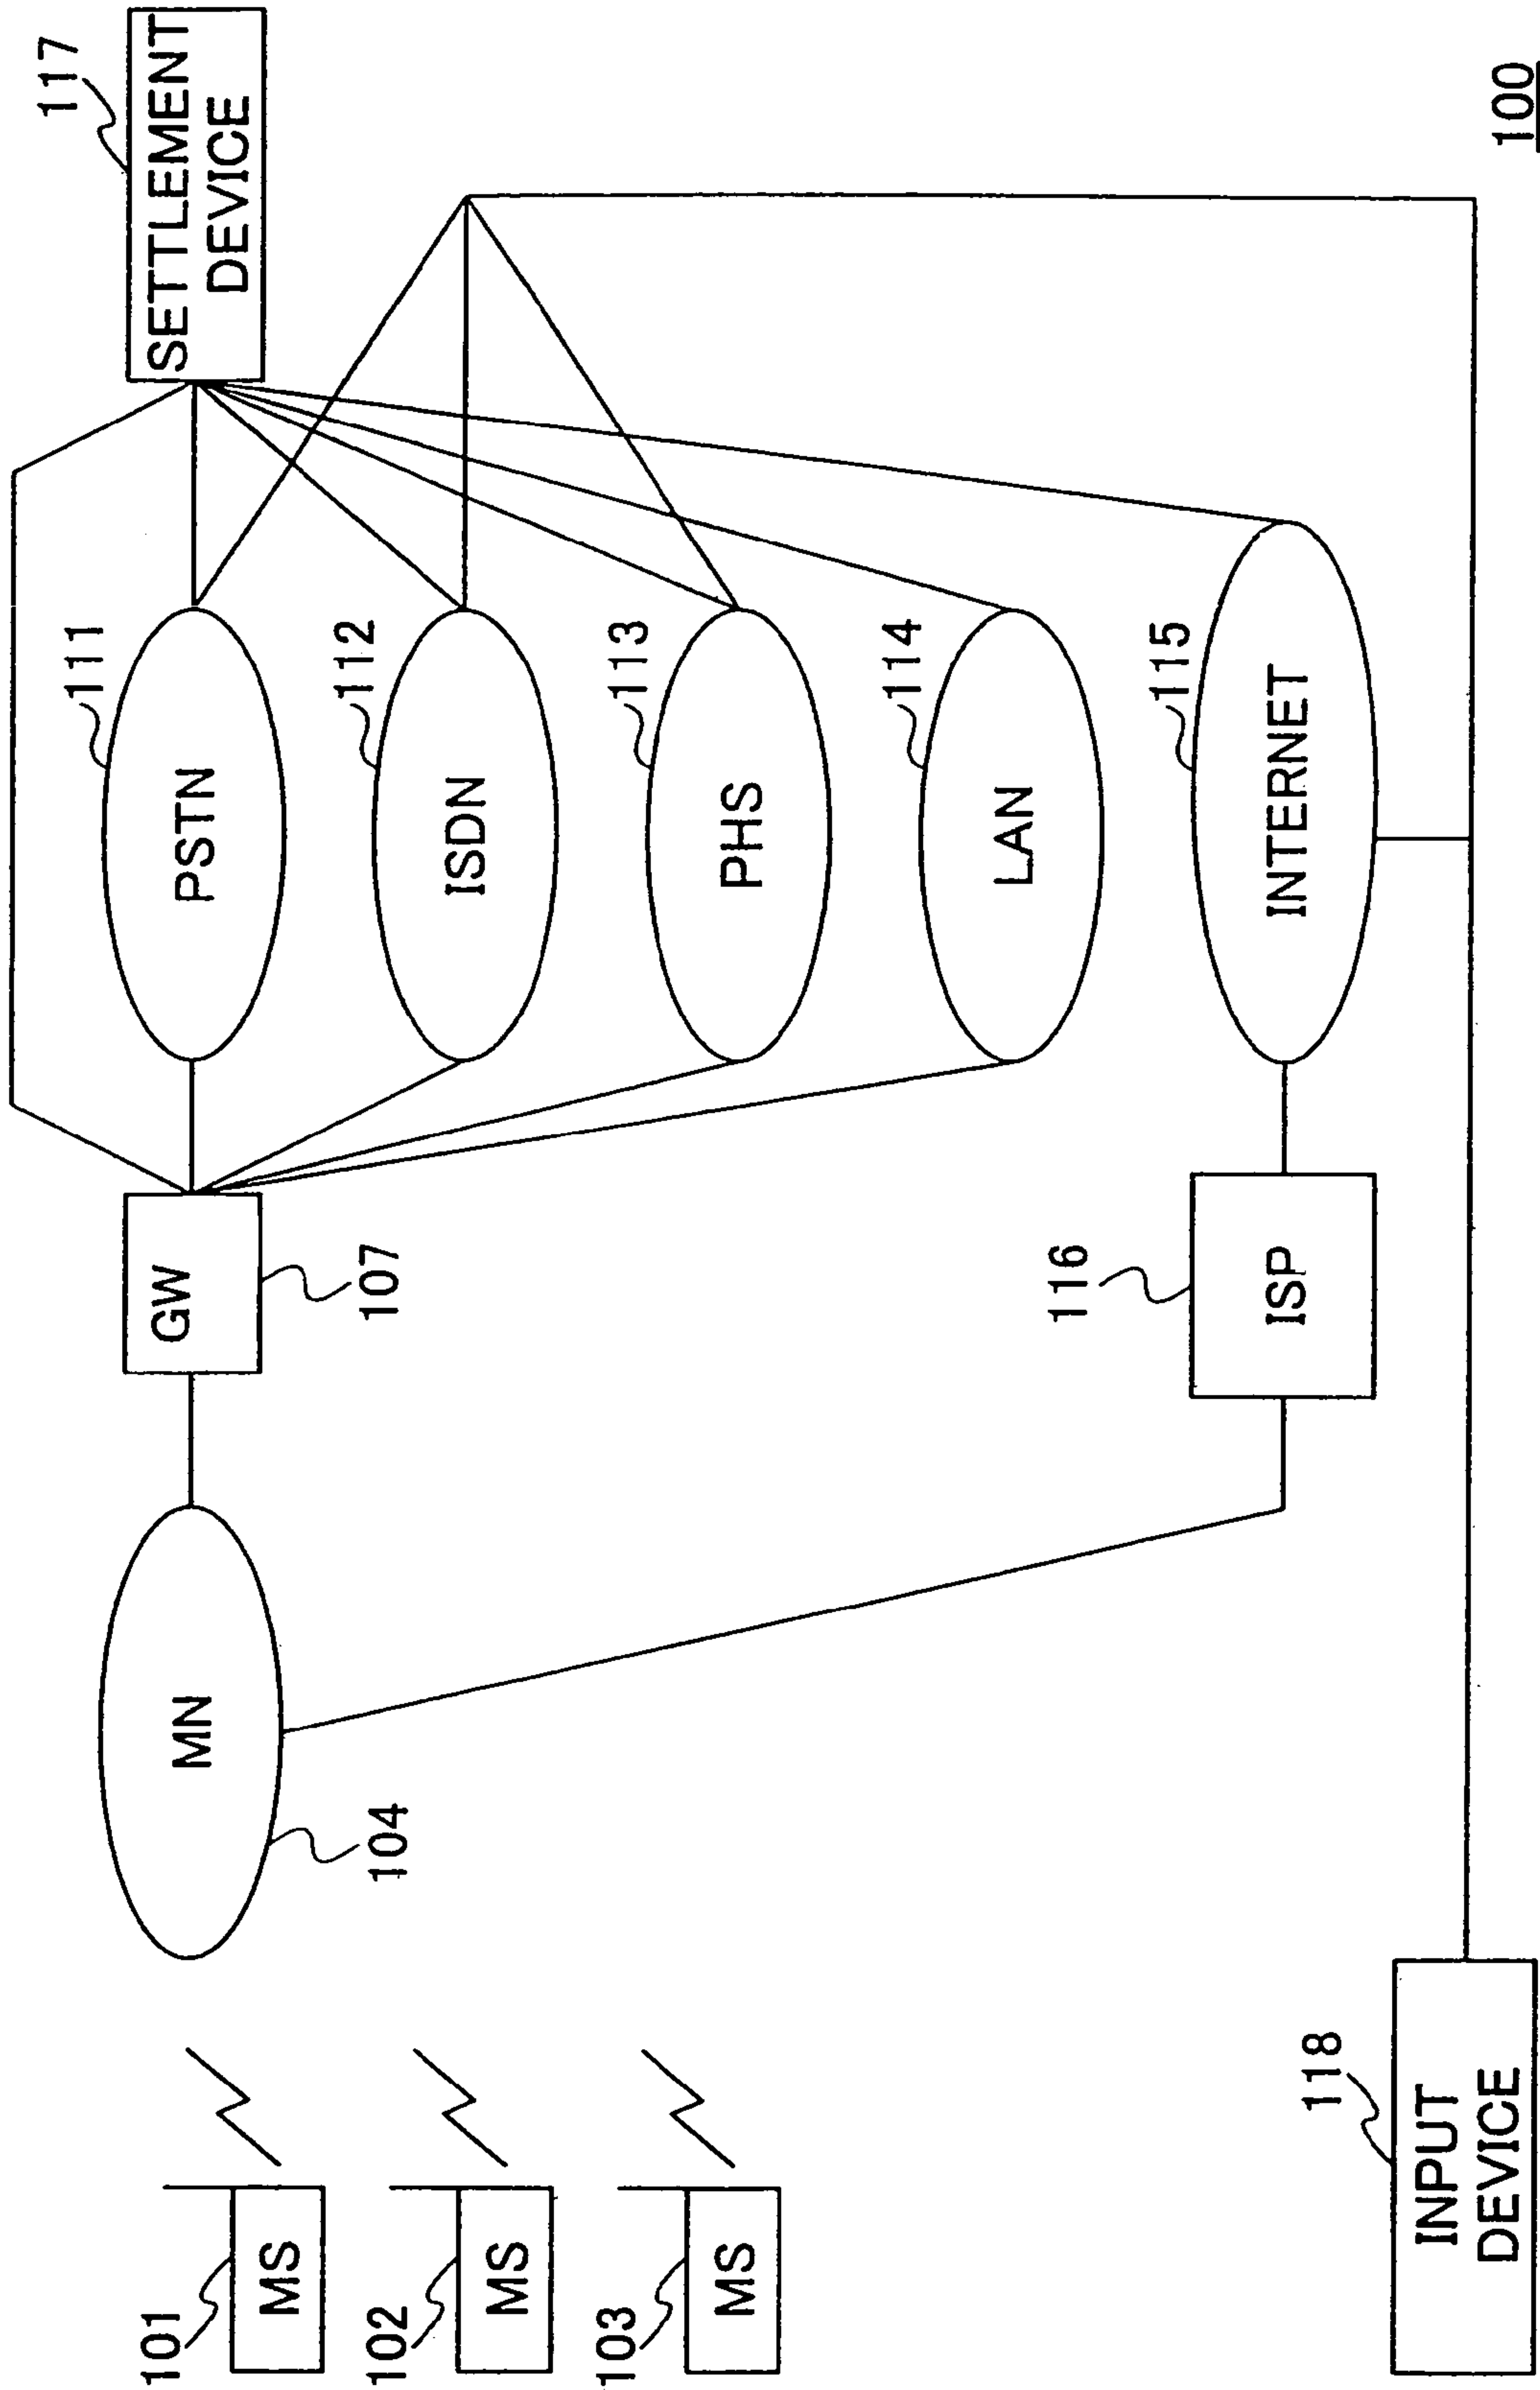 101
MS
102
MS
103
MS
MN
104
GW
107
PSTN
111
ISDN
112
PHS
113
LAN
114
INTERNET
115
ISP
116
SETTLEMENT
DEVICE
117
INPUT
DEVICE
118
100